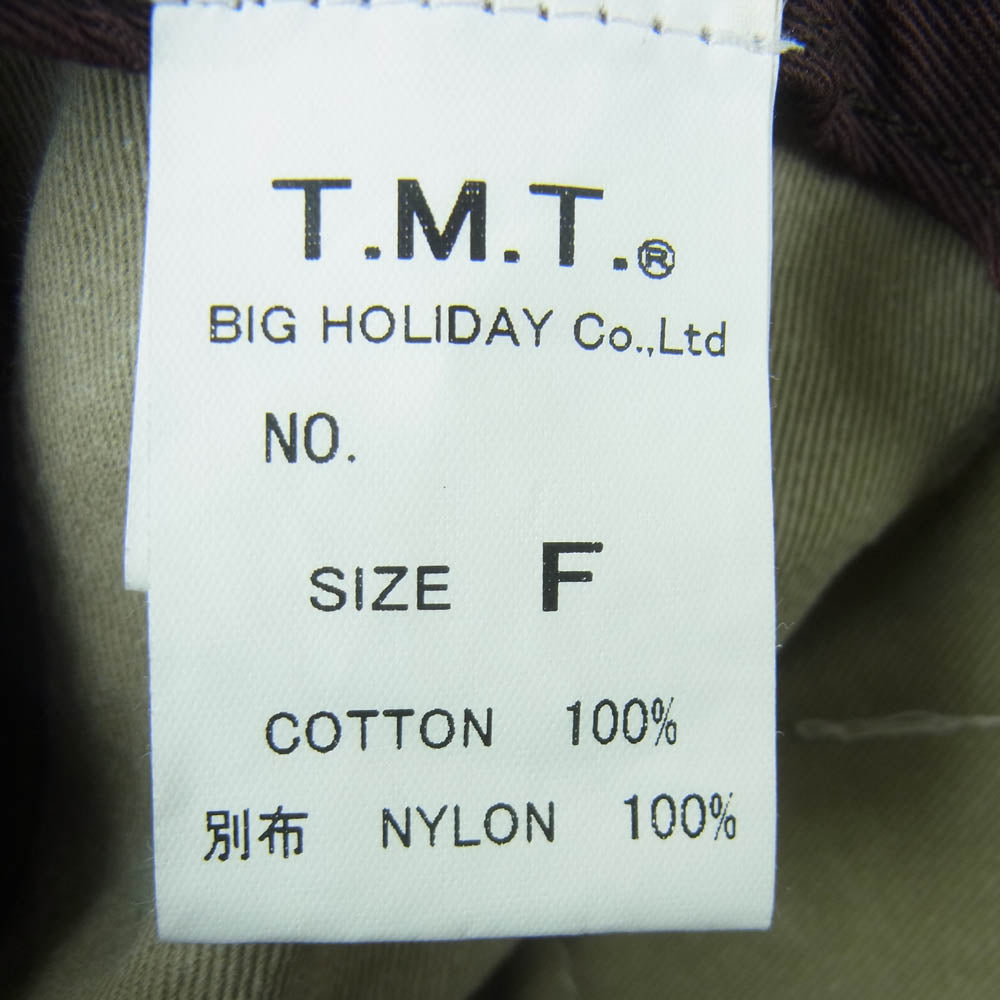 T.M.T.®
BIG HOLIDAY Co.,Ltd
NO.
SIZE F
COTTON 100%
別布 NYLON 100%